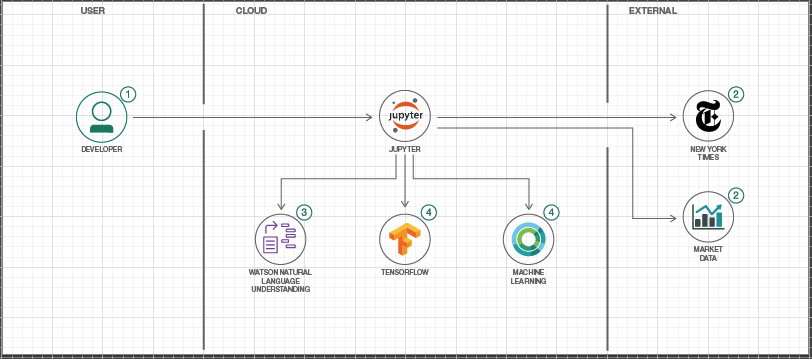 USER
CLOUD
EXTERNAL
1
DEVELOPER
Jupyter
JUPYTER
2
T
NEW YORK
TIMES
2
MARKET
DATA
3
WATSON NATURAL
LANGUAGE
UNDERSTANDING
4
TENSORFLOW
4
MACHINE
LEARNING